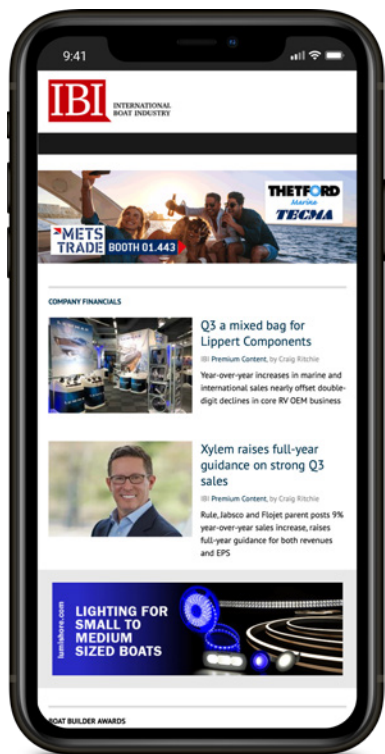 9:41
IBI INTERNATIONAL
BOAT INDUSTRY
THETFORD
Marine
TECMA
METS
TRADE BOOTH 01.443
COMPANY FINANCIALS
Q3 a mixed bag for
Lippert Components
IBI Premium Content, by Craig Ritchie
Year-over-year increases in marine and
international sales nearly offset double-
digit declines in core RV OEM business
Xylem raises full-year
guidance on strong Q3
sales
IBI Premium Content, by Craig Ritchie
Rule, Jabsco and Flojet parent posts 9%
year-over-year sales increase, raises
full-year guidance for both revenues
and EPS
lumishore.com
LIGHTING FOR
SMALL TO
MEDIUM
SIZED BOATS
BOAT BUILDER AWARDS